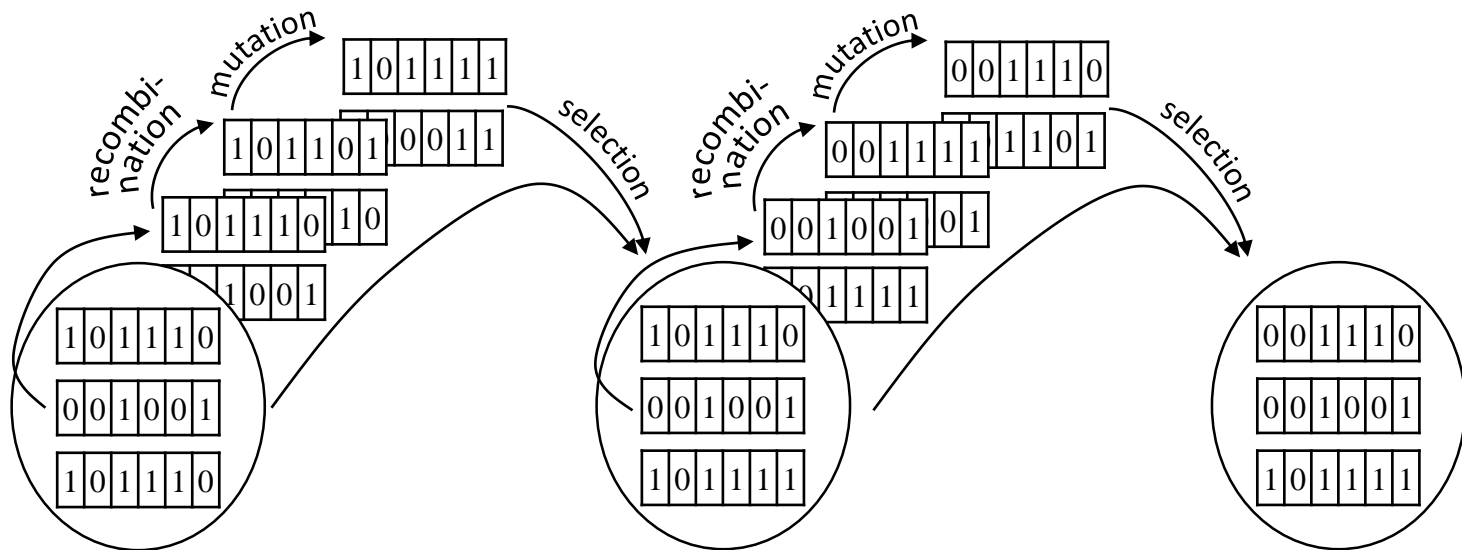 mutation
1 0 1 1 1 1
recombi-
nation
1 0 1 1 0 1
0 0 1 1
selection
1 0 1 1 1 0
1 0
1 0 0 1
1 0 1 1 1 0
0 0 1 0 0 1
1 0 1 1 1 0
mutation
0 0 1 1 1 0
recombi-
nation
0 0 1 1 1 1
1 1 0 1
selection
0 0 1 0 0 1
0 1
0 1 1 1 1
1 0 1 1 1 0
0 0 1 0 0 1
1 0 1 1 1 1
0 0 1 1 1 0
0 0 1 0 0 1
1 0 1 1 1 1